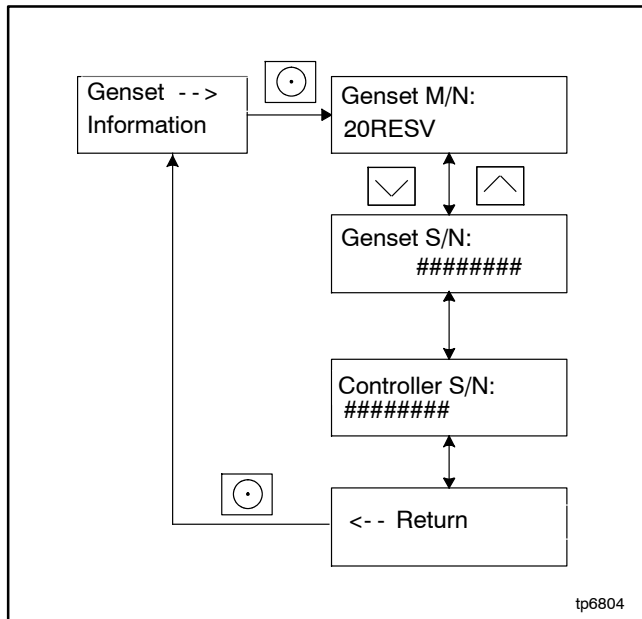 Genset -->
Information
Genset M/N:
20RESV
Genset S/N:
########
Controller S/N:
########
<-- Return
tp6804